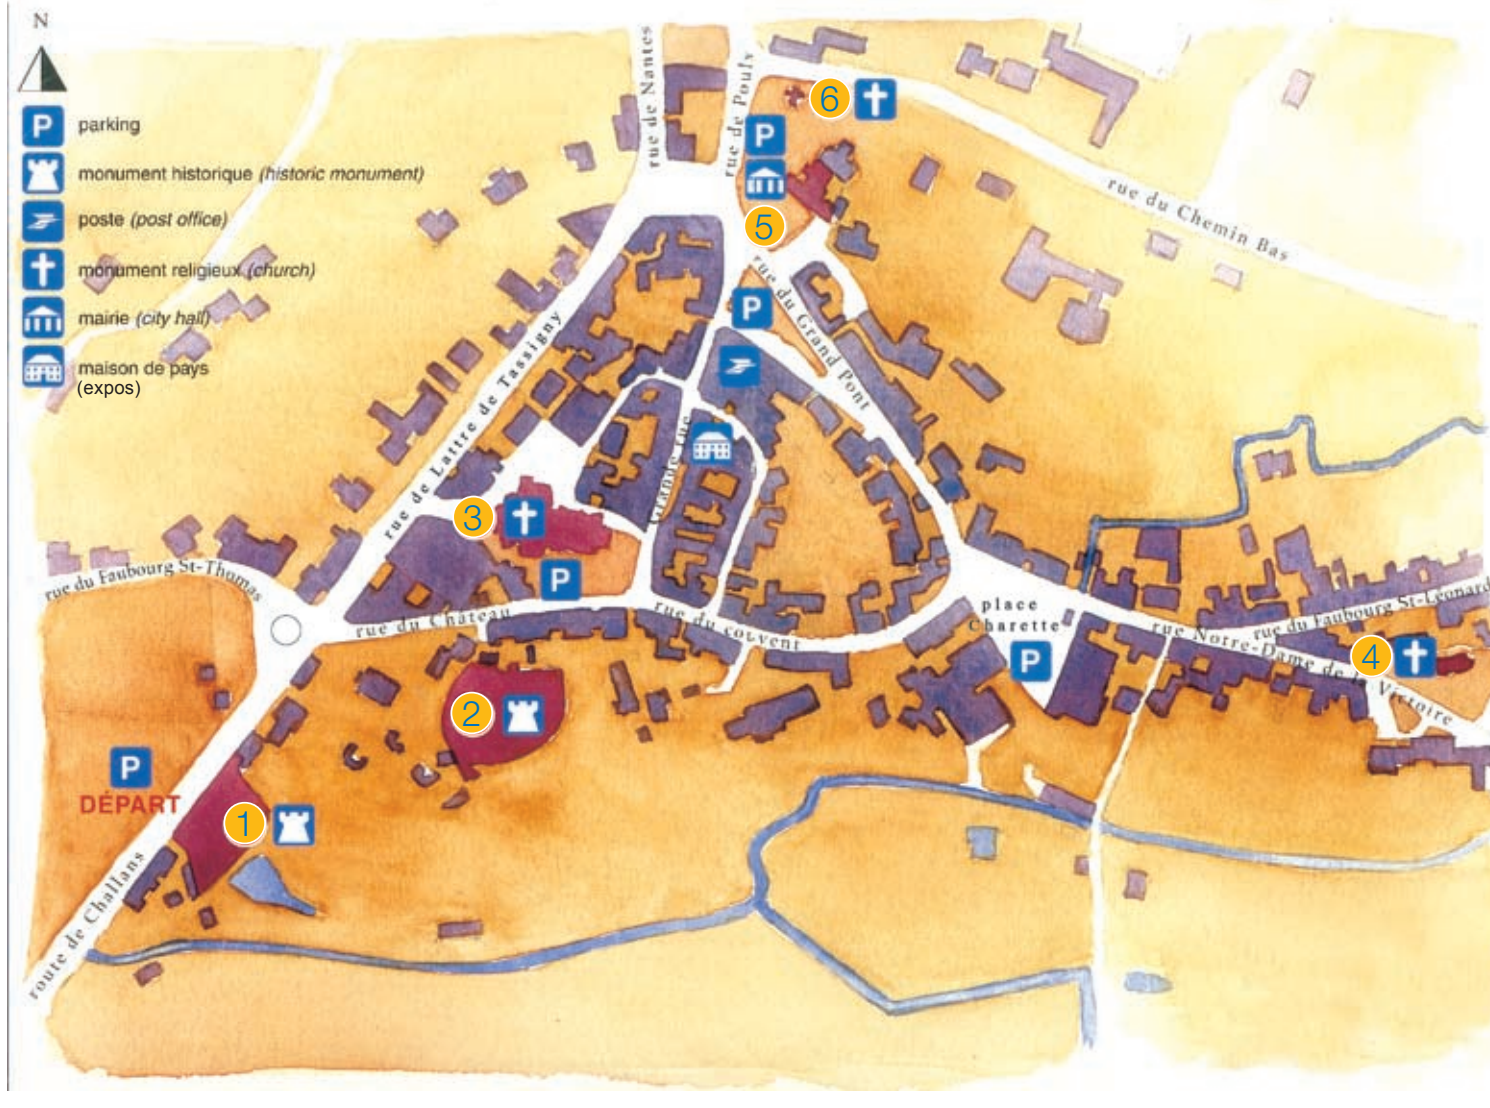 N
P parking
monument historique (historic monument)
poste (post office)
monument religieux (church)
mairie (city hall)
maison de pays
(expos)
rue de Nantes
rue de Pouls
6
P
5
rue du Chemin Bas
rue du Grand Pont
P
rue de Lattre de Tassigny
Grande rue
3
P
rue du Faubourg St-Thomas
rue du Château
rue du couvent
place
Charette
P
rue du Faubourg St-Léonard
rue Notre-Dame de la Victoire
4
2
P
DÉPART
1
route de Challans